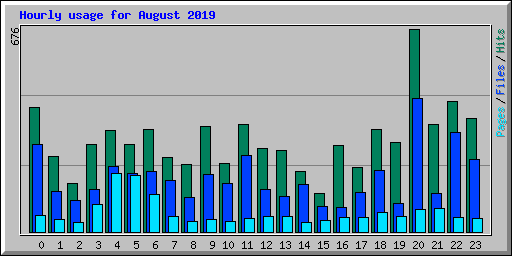 Hourly usage for August 2019
676
Pages / Files / Hits
0 1 2 3 4 5 6 7 8 9 10 11 12 13 14 15 16 17 18 19 20 21 22 23